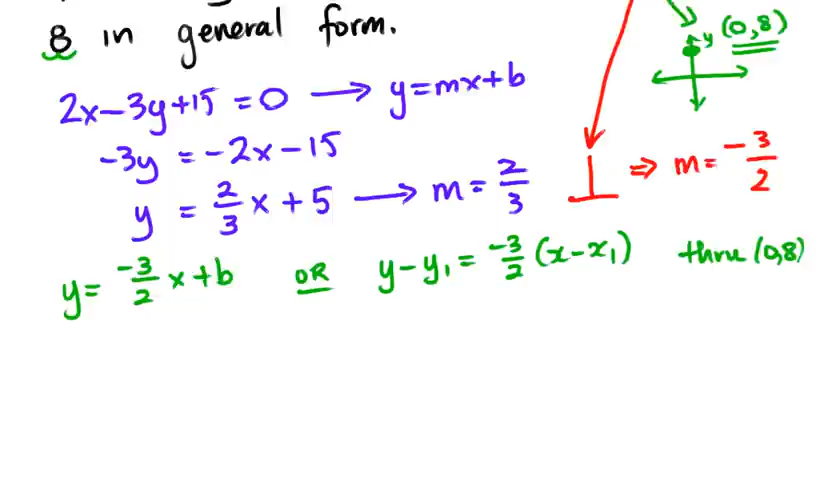 8 in general form.
y (0,8)
2x-3y+15=0 → y=mx+b
-3y = -2x-15
y = 2/3 x + 5 → m = 2/3
⊥ ⇒ m = -3/2
y = -3/2 x + b OR y-y₁ = -3/2 (x-x₁) thru (0,8)